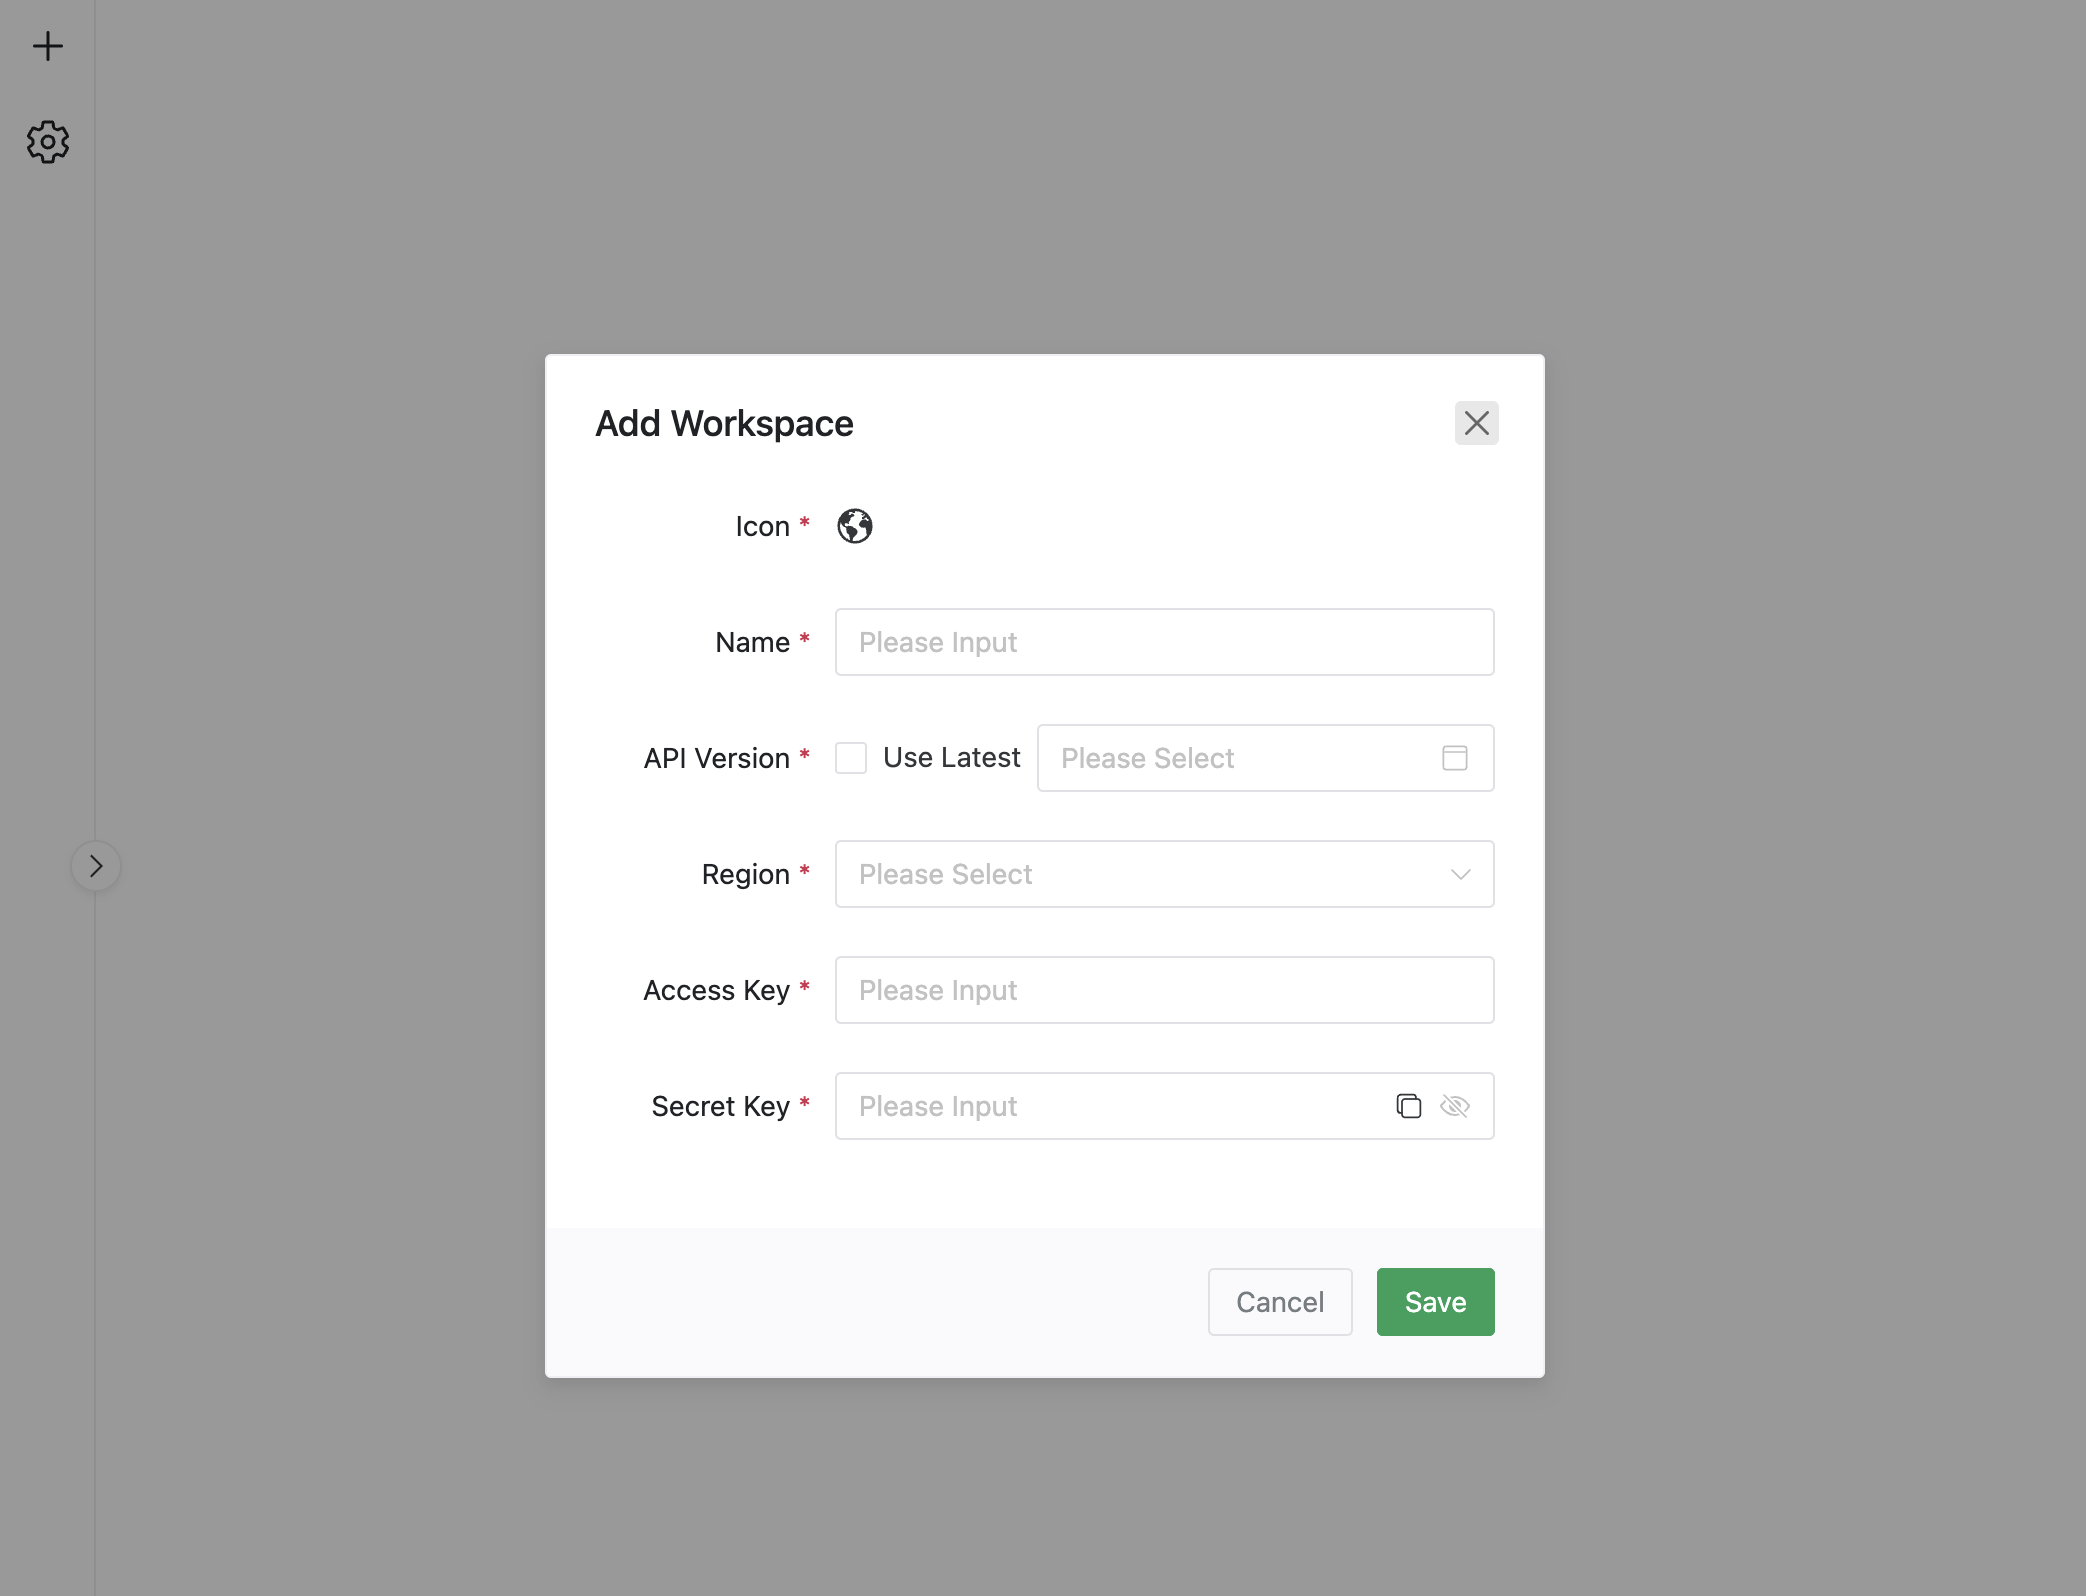 Add Workspace
Icon *
Name * Please Input
API Version * Use Latest Please Select
Region * Please Select
Access Key * Please Input
Secret Key * Please Input
Cancel Save